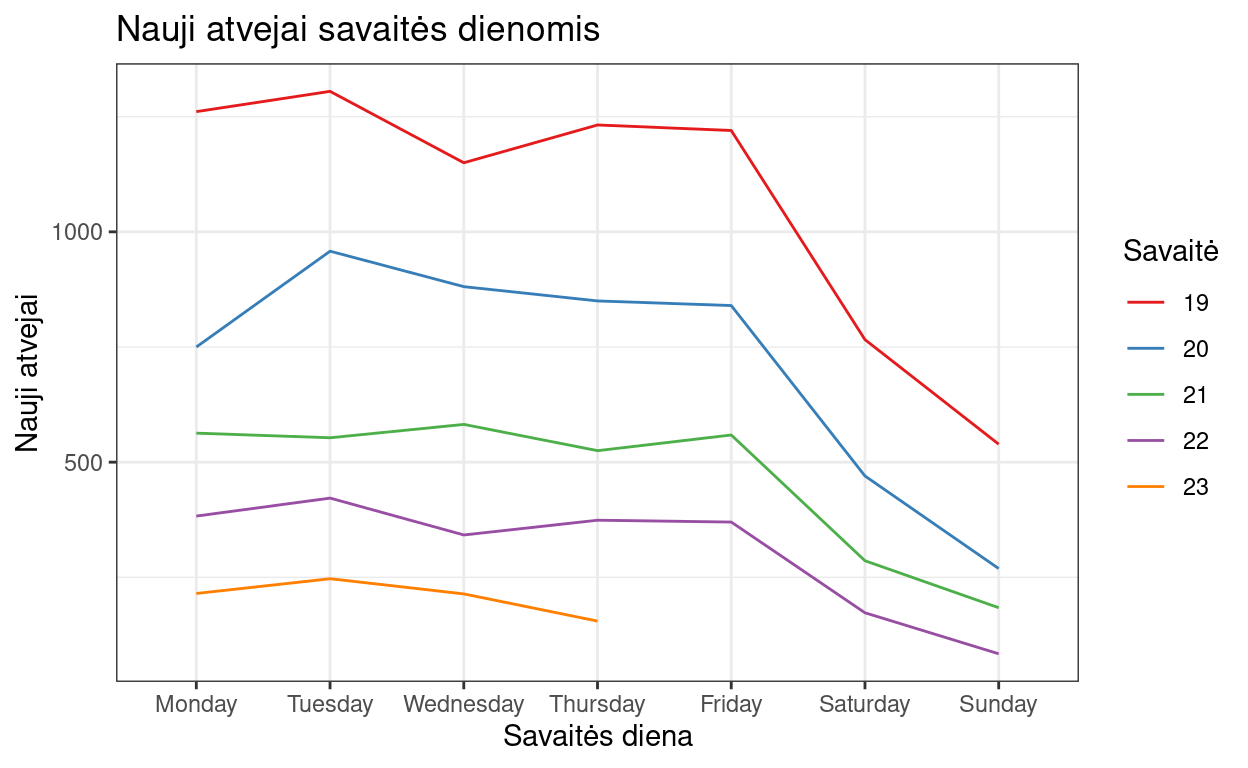 Nauji atvejai savaitės dienomis
Nauji atvejai
1000
500
Monday Tuesday Wednesday Thursday Friday Saturday Sunday
Savaitės diena
Savaitė
19
20
21
22
23